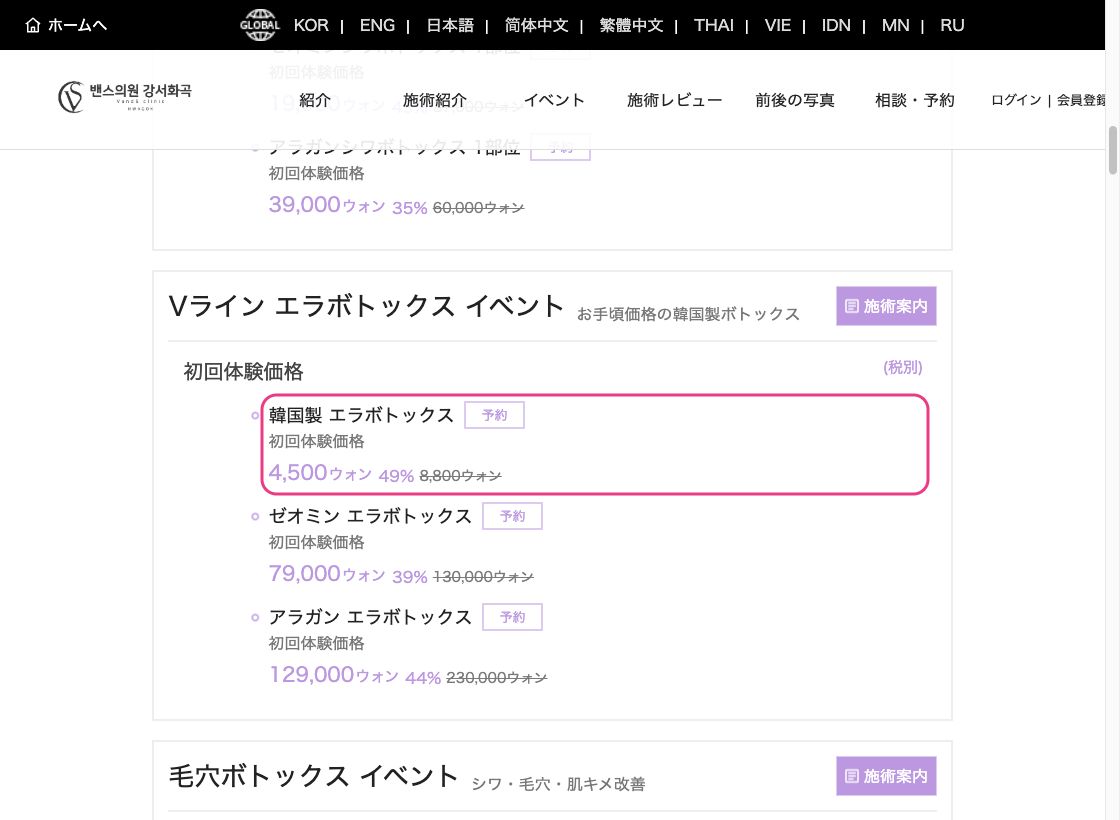 ホームへ
GLOBAL KOR | ENG | 日本語 | 简体中文 | 繁體中文 | THAI | VIE | IDN | MN | RU
밴스의원 강서화곡
Vands clinic
HWAGOK
紹介 施術紹介 イベント 施術レビュー 前後の写真 相談・予約 ログイン | 会員登録
初回体験価格
アラガンシワボトックス 1部位 予約
初回体験価格
39,000ウォン 35% 60,000ウォン
Vライン エラボトックス イベント お手頃価格の韓国製ボトックス 施術案内
初回体験価格 (税別)
韓国製 エラボトックス 予約
初回体験価格
4,500ウォン 49% 8,800ウォン
ゼオミン エラボトックス 予約
初回体験価格
79,000ウォン 39% 130,000ウォン
アラガン エラボトックス 予約
初回体験価格
129,000ウォン 44% 230,000ウォン
毛穴ボトックス イベント シワ・毛穴・肌キメ改善 施術案内